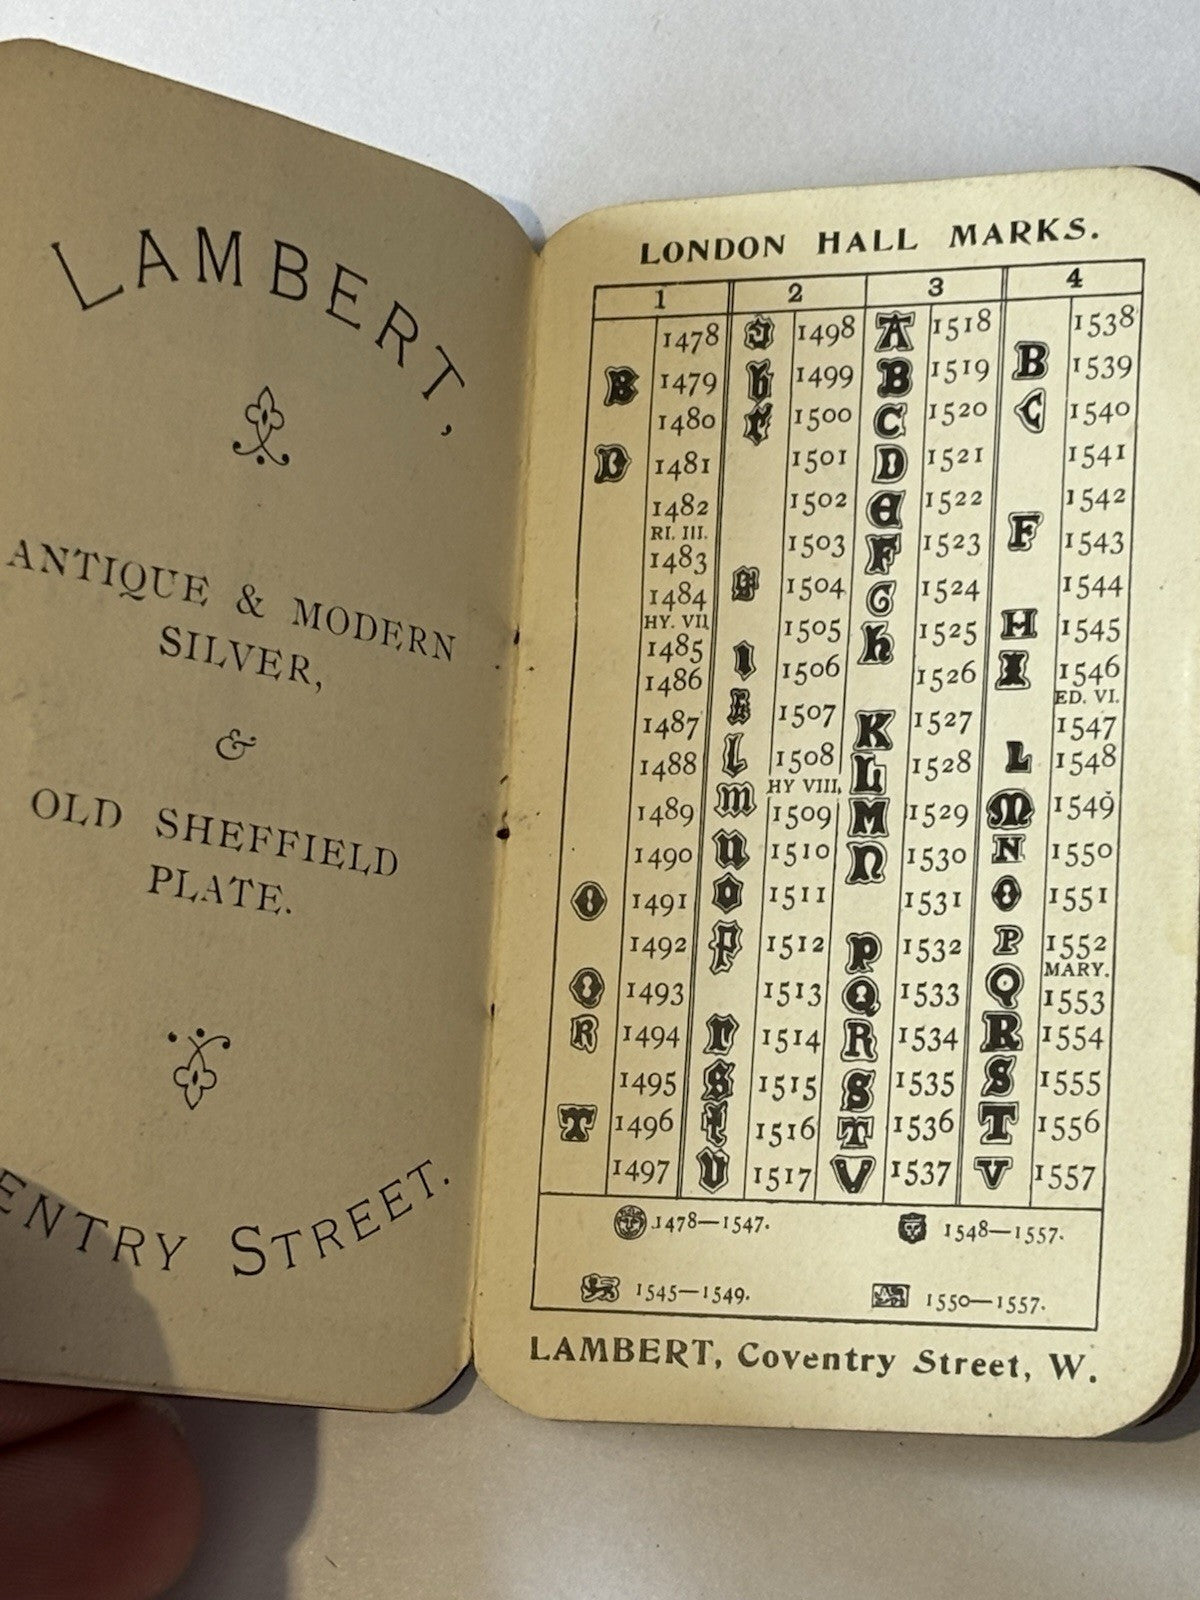 LAMBERT,
ANTIQUE & MODERN
SILVER,
&
OLD SHEFFIELD
PLATE.
STREET.
LONDON HALL MARKS.
1 2 3 4
1478 1498 A 1518 1538
B 1479 b 1499 B 1519 B 1539
1480 1500 C 1520 C 1540
D 1481 1501 D 1521 1541
1482 1502 E 1522 1542
RI. III.
1483 1503 F 1523 F 1543
1484 g 1504 G 1524 1544
HY. VII.
1485 1505 h 1525 H 1545
1486 I 1506 1526 I 1546
ED. VI.
1487 1507 K 1527 1547
1488 L 1508 L 1528 L 1548
HY VIII.
1489 m 1509 M 1529 M 1549
1490 1510 N 1530 N 1550
O 1491 O 1511 1531 O 1551
1492 p 1512 P 1532 P 1552
MARY.
O 1493 1513 Q 1533 Q 1553
R 1494 r 1514 R 1534 R 1554
1495 S 1515 S 1535 S 1555
T 1496 t 1516 T 1536 T 1556
1497 V 1517 V 1537 V 1557
1478—1547. 1548—1557.
1545—1549. 1550—1557.
LAMBERT, Coventry Street, W.